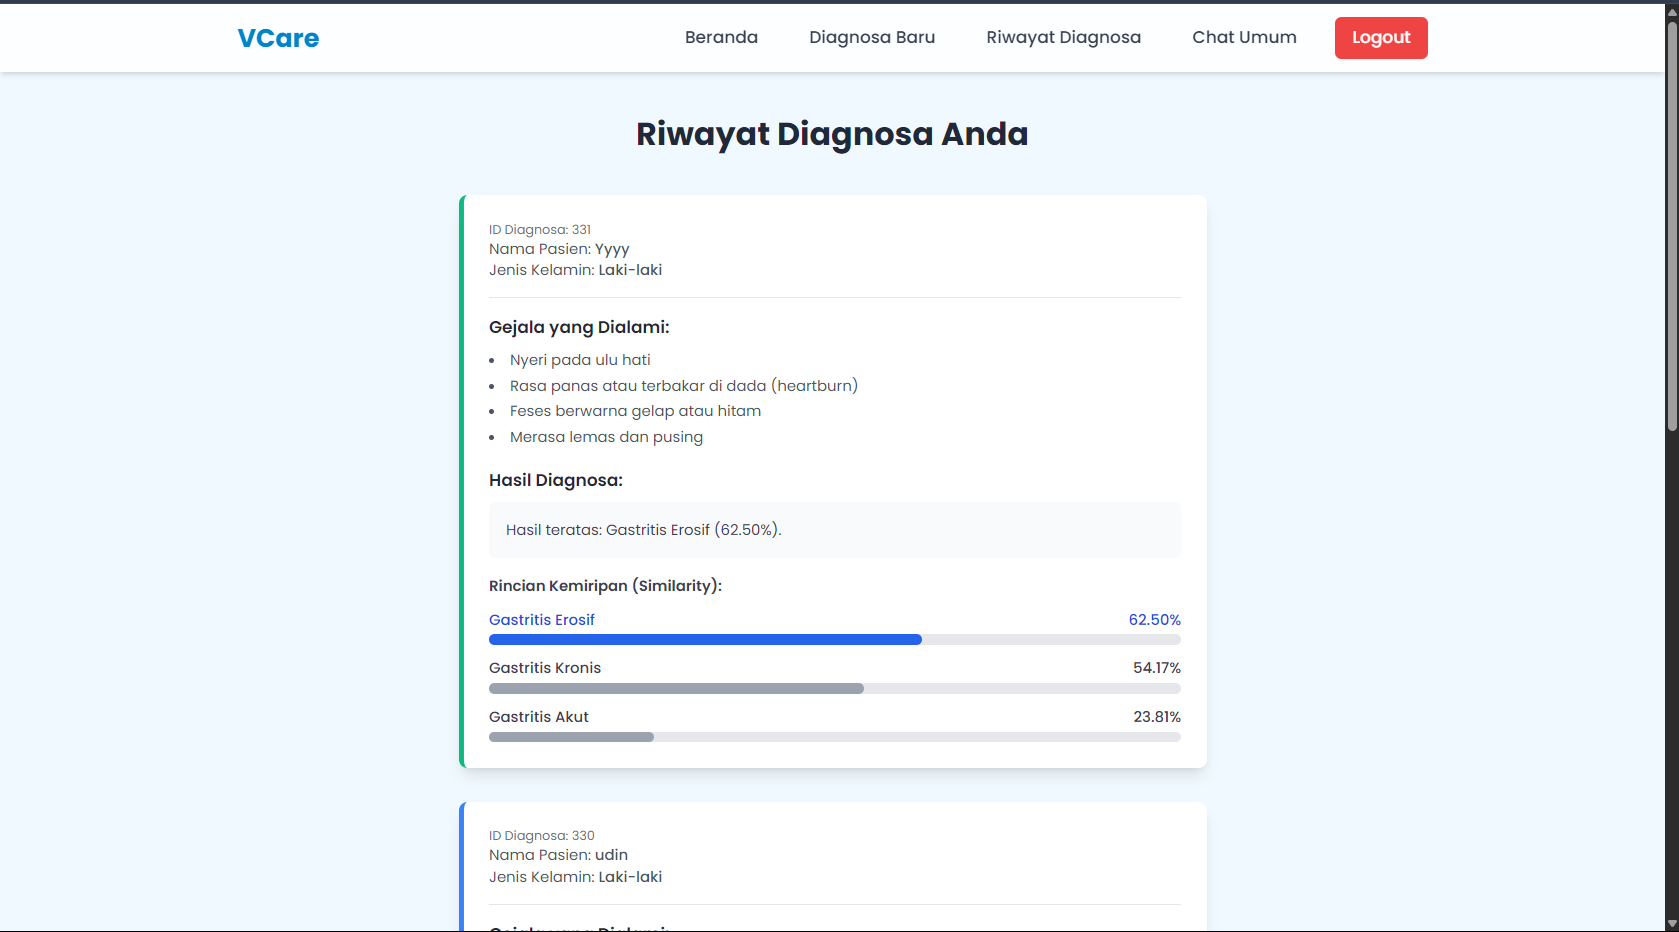 VCare
Beranda
Diagnosa Baru
Riwayat Diagnosa
Chat Umum
Logout
Riwayat Diagnosa Anda
ID Diagnosa: 331
Nama Pasien: Yyyy
Jenis Kelamin: Laki-laki
Gejala yang Dialami:
Nyeri pada ulu hati
Rasa panas atau terbakar di dada (heartburn)
Feses berwarna gelap atau hitam
Merasa lemas dan pusing
Hasil Diagnosa:
Hasil teratas: Gastritis Erosif (62.50%).
Rincian Kemiripan (Similarity):
Gastritis Erosif 62.50%
Gastritis Kronis 54.17%
Gastritis Akut 23.81%
ID Diagnosa: 330
Nama Pasien: udin
Jenis Kelamin: Laki-laki
Gejala yang Dialami: